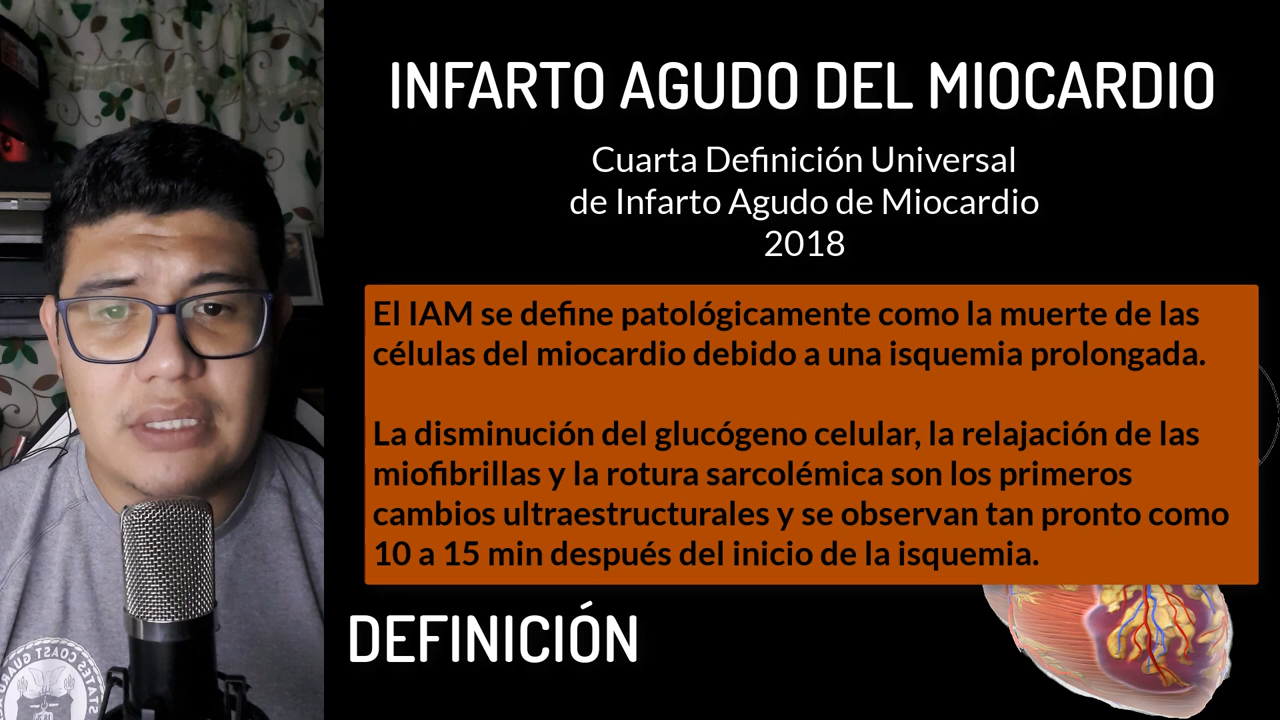 INFARTO AGUDO DEL MIOCARDIO
Cuarta Definición Universal
de Infarto Agudo de Miocardio
2018
El IAM se define patológicamente como la muerte de las
células del miocardio debido a una isquemia prolongada.
La disminución del glucógeno celular, la relajación de las
miofibrillas y la rotura sarcolémica son los primeros
cambios ultraestructurales y se observan tan pronto como
10 a 15 min después del inicio de la isquemia.
DEFINICIÓN
TATES COAST GUARD